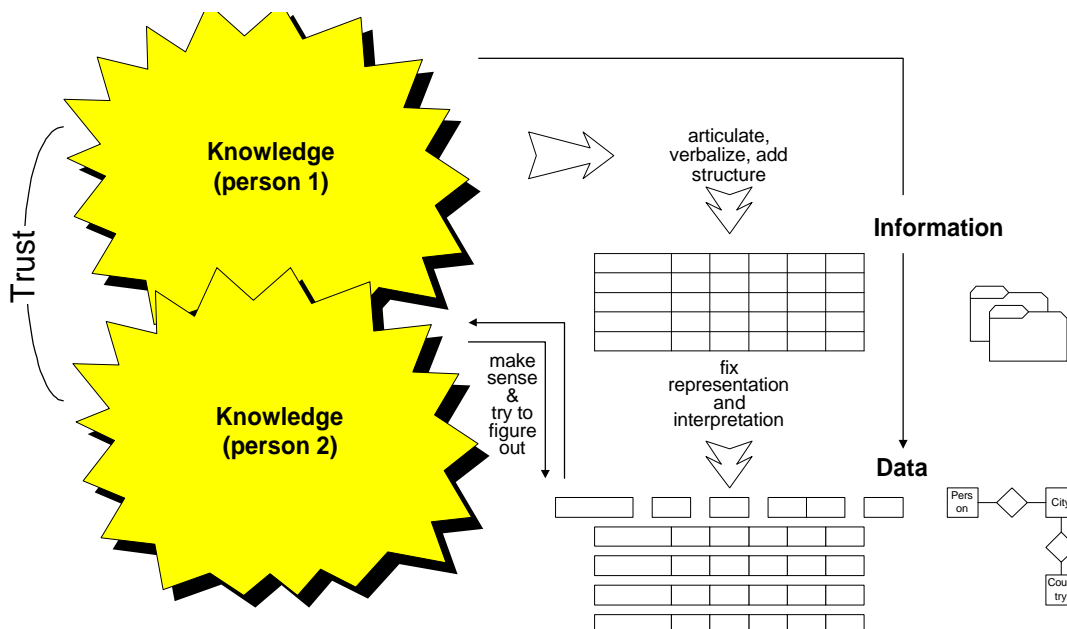 Trust
Knowledge
(person 1)
articulate,
verbalize, add
structure
Information
Knowledge
(person 2)
make
sense
&
try to
figure
out
fix
representation
and
interpretation
Data
Pers
on
City
Coun
try